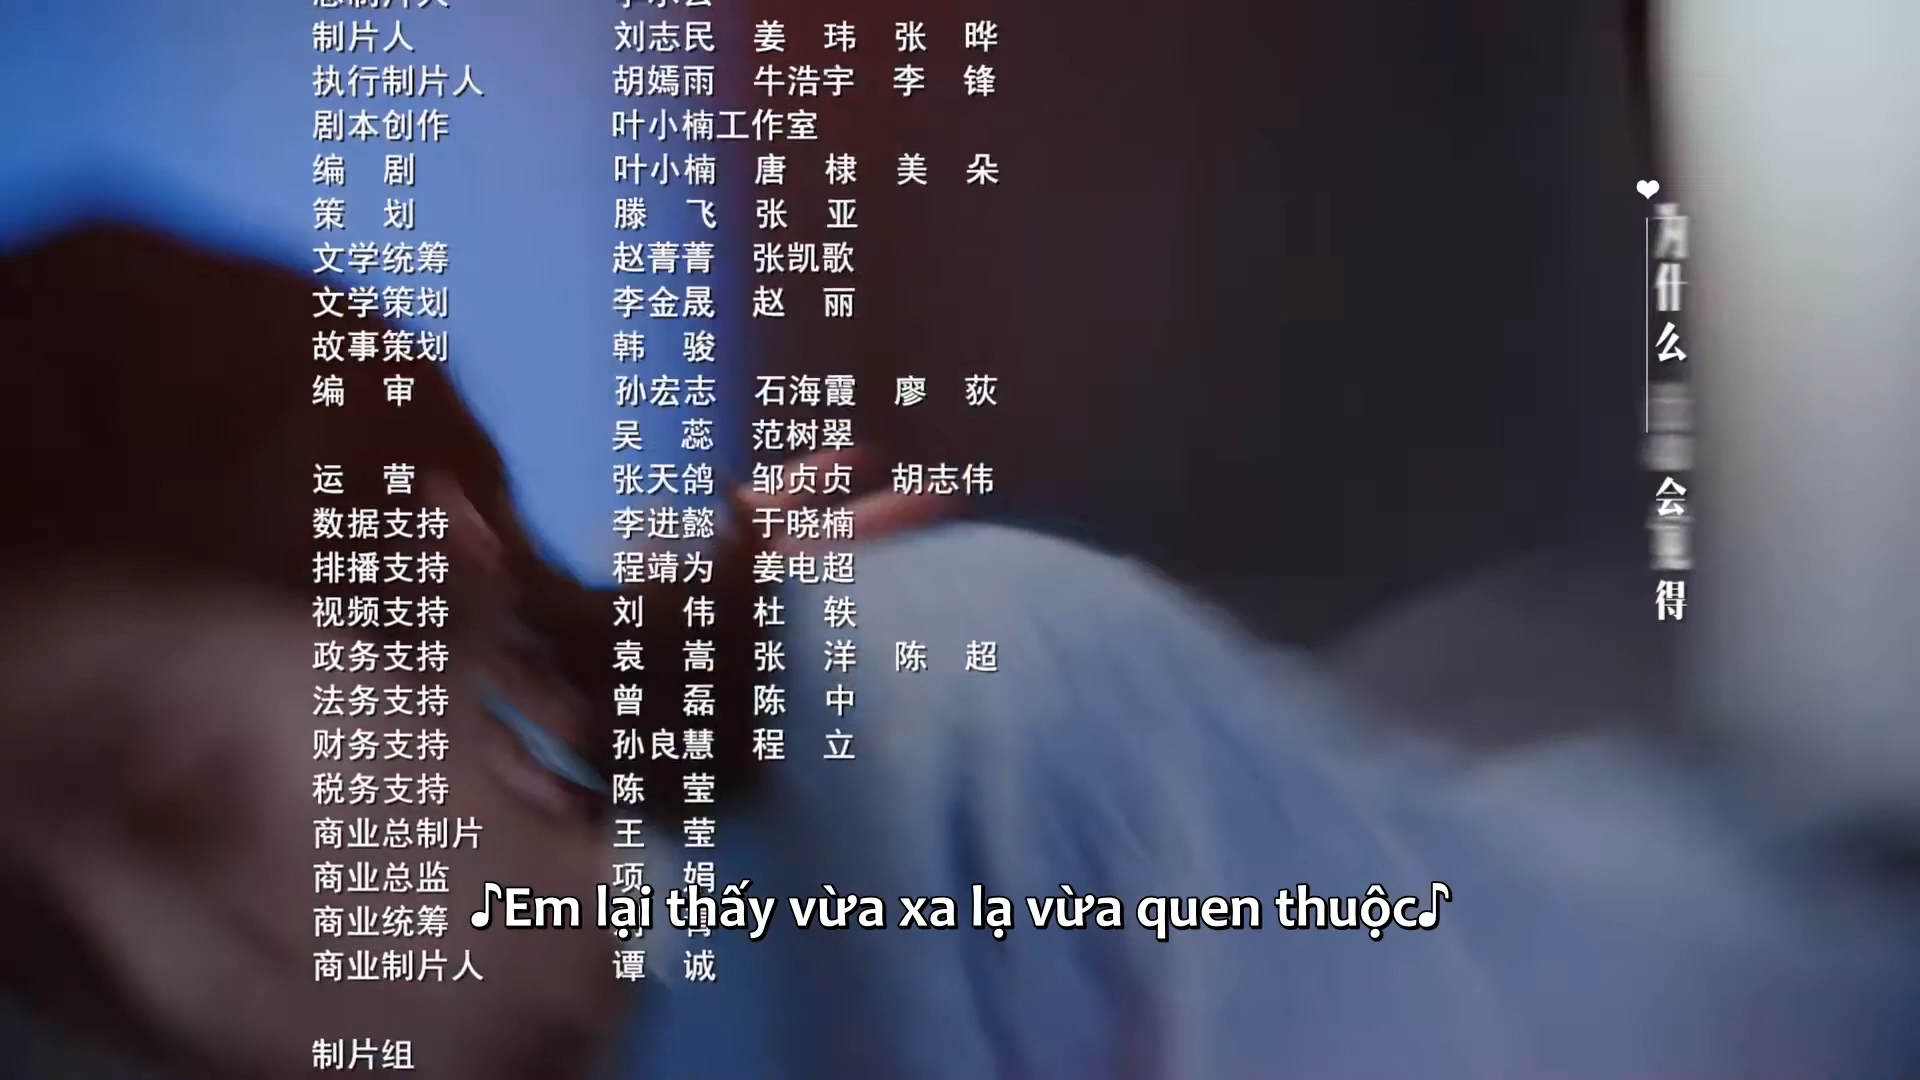 制片人 刘志民 姜玮 张晔
执行制片人 胡嫣雨 牛浩宇 李锋
剧本创作 叶小楠工作室
编剧 叶小楠 唐棣 美朵
策划 滕飞 张亚
文学统筹 赵菁菁 张凯歌
文学策划 李金晟 赵丽
故事策划 韩骏
编审 孙宏志 石海霞 廖荻
吴蕊 范树翠
运营 张天鸽 邹贞贞 胡志伟
数据支持 李进懿 于晓楠
排播支持 程靖为 姜电超
视频支持 刘伟 杜轶
政务支持 袁嵩 张洋 陈超
法务支持 曾磊 陈中
财务支持 孙良慧 程立
税务支持 陈莹
商业总制片 王莹
商业总监 项娟
商业统筹
商业制片人 谭诚
制片组
♪Em lại thấy vừa xa lạ vừa quen thuộc♪
为什么 会 得